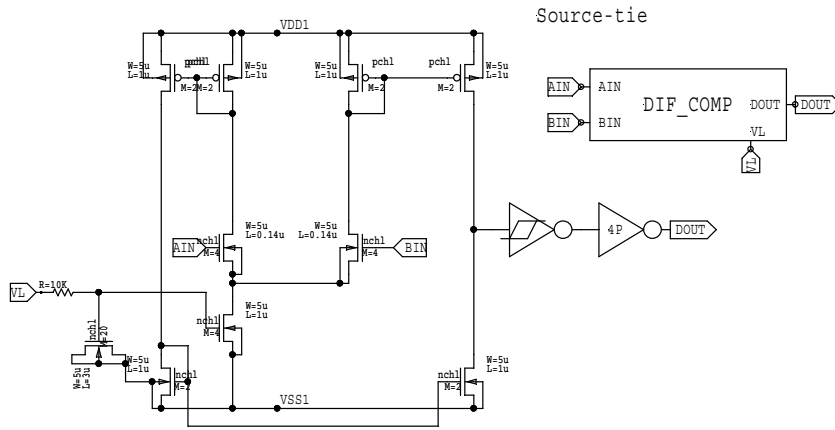 Source-tie
VDD1
W=5u
L=1u
M=2
pch1
M=2
W=5u
L=1u
W=5u
L=1u
pch1
M=2
pch1
M=2
W=5u
L=1u
AIN
AIN
DIF_COMP
DOUT
DOUT
BIN
BIN
VL
VL
AIN
nch1
M=4
W=5u
L=0.14u
W=5u
L=0.14u
nch1
M=4
BIN
4P
DOUT
VL
R=10K
nch1
M=20
W=5u
L=3u
nch1
M=4
W=5u
L=1u
W=5u
L=1u
nch1
M=2
nch1
M=2
W=5u
L=1u
VSS1